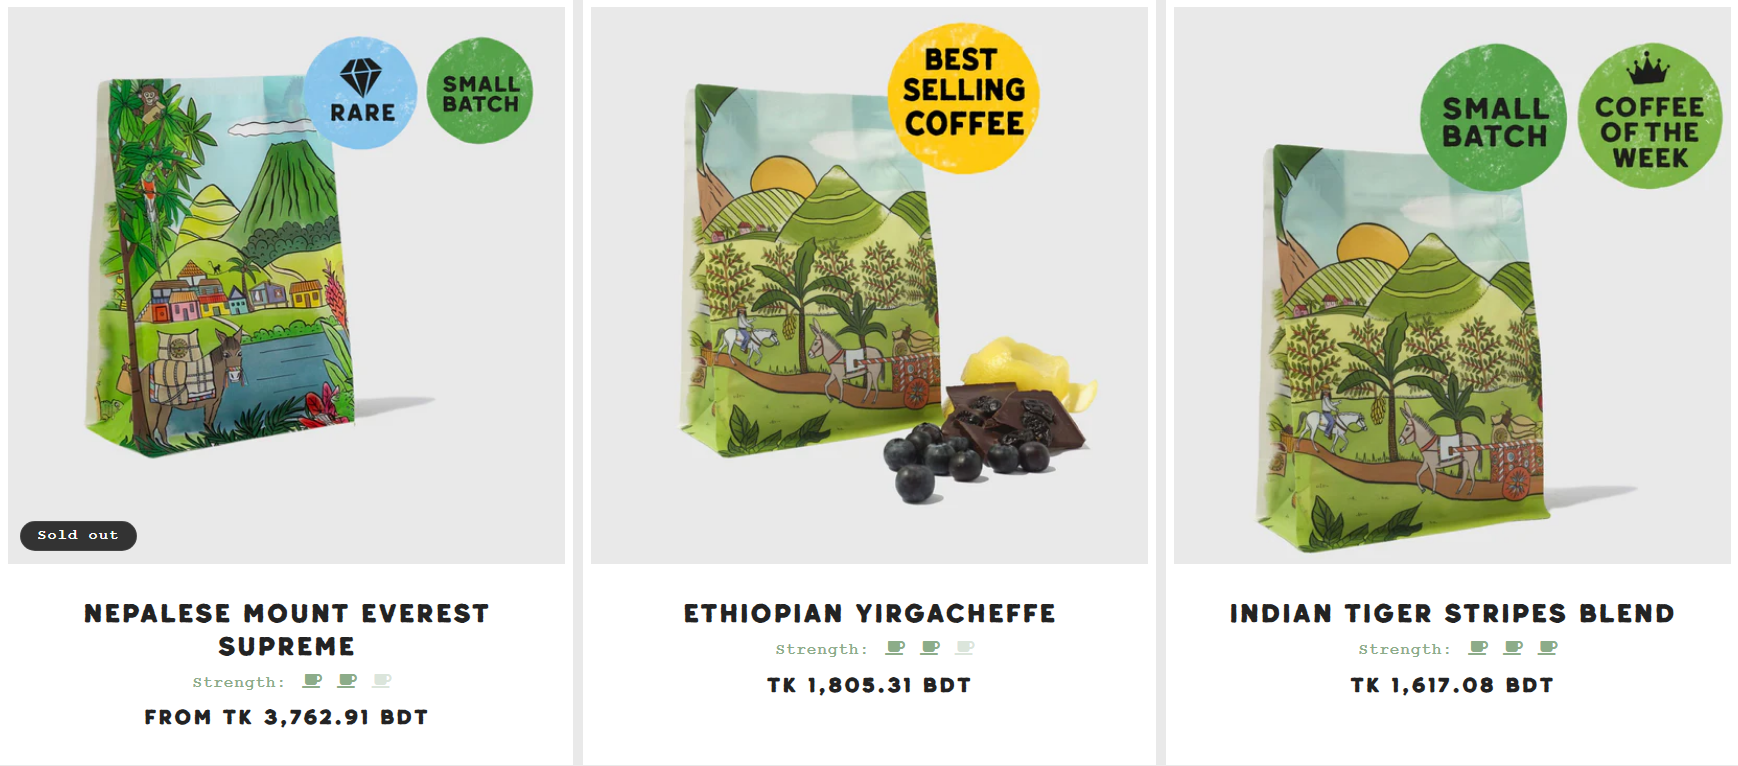 RARE
SMALL
BATCH
Sold out
NEPALESE MOUNT EVEREST
SUPREME
Strength:
FROM TK 3,762.91 BDT
BEST
SELLING
COFFEE
ETHIOPIAN YIRGACHEFFE
Strength:
TK 1,805.31 BDT
SMALL
BATCH
COFFEE
OF THE
WEEK
INDIAN TIGER STRIPES BLEND
Strength:
TK 1,617.08 BDT